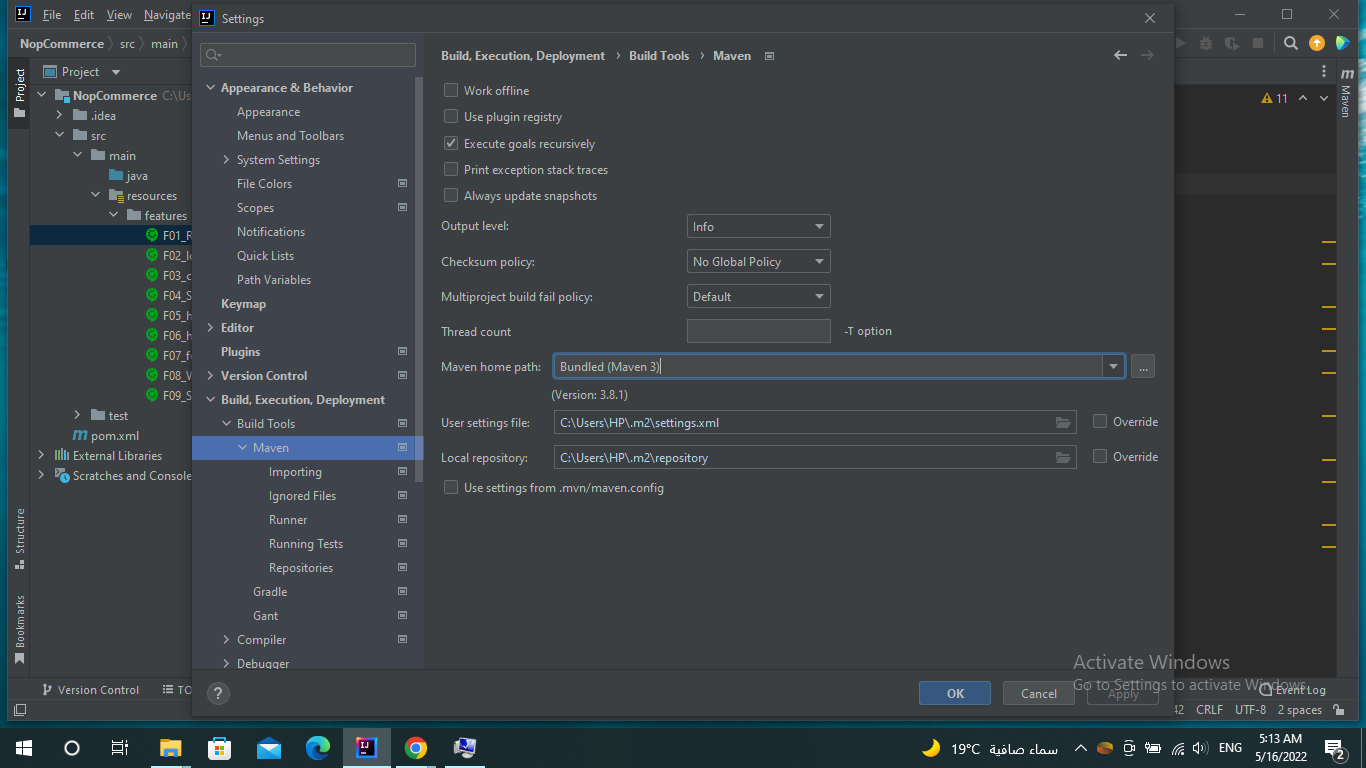 File Edit View Navigate
Settings
NopCommerce src main
Project
NopCommerce C:\Us
.idea
src
main
java
resources
features
F01_R
F02_l
F03_c
F04_S
F05_h
F06_h
F07_f
F08_W
F09_S
test
pom.xml
External Libraries
Scratches and Console
Project
Structure
Bookmarks
Appearance & Behavior
Appearance
Menus and Toolbars
System Settings
File Colors
Scopes
Notifications
Quick Lists
Path Variables
Keymap
Editor
Plugins
Version Control
Build, Execution, Deployment
Build Tools
Maven
Importing
Ignored Files
Runner
Running Tests
Repositories
Gradle
Gant
Compiler
Debugger
Build, Execution, Deployment › Build Tools › Maven
Work offline
Use plugin registry
Execute goals recursively
Print exception stack traces
Always update snapshots
Output level: Info
Checksum policy: No Global Policy
Multiproject build fail policy: Default
Thread count -T option
Maven home path: Bundled (Maven 3) ...
(Version: 3.8.1)
User settings file: C:\Users\HP\.m2\settings.xml Override
Local repository: C:\Users\HP\.m2\repository Override
Use settings from .mvn/maven.config
? OK Cancel Apply
11
m
Maven
Activate Windows
Go to Settings to activate Windows.
Version Control TO
Event Log
42 CRLF UTF-8 2 spaces
19°C سماء صافية
ENG
5:13 AM
5/16/2022
2